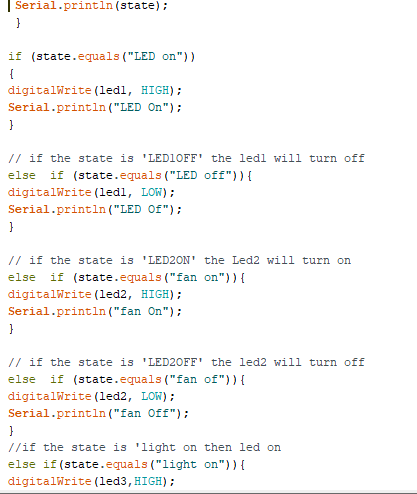 Serial.println(state);
}
if (state.equals("LED on"))
{
digitalWrite(led1, HIGH);
Serial.println("LED On");
}
// if the state is 'LED1OFF' the led1 will turn off
else  if (state.equals("LED off")){
digitalWrite(led1, LOW);
Serial.println("LED Of");
}
// if the state is 'LED2ON' the Led2 will turn on
else  if (state.equals("fan on")){
digitalWrite(led2, HIGH);
Serial.println("fan On");
}
// if the state is 'LED2OFF' the led2 will turn off
else  if (state.equals("fan of")){
digitalWrite(led2, LOW);
Serial.println("fan Off");
}
//if the state is 'light on then led on
else if(state.equals("light on")){
digitalWrite(led3,HIGH);